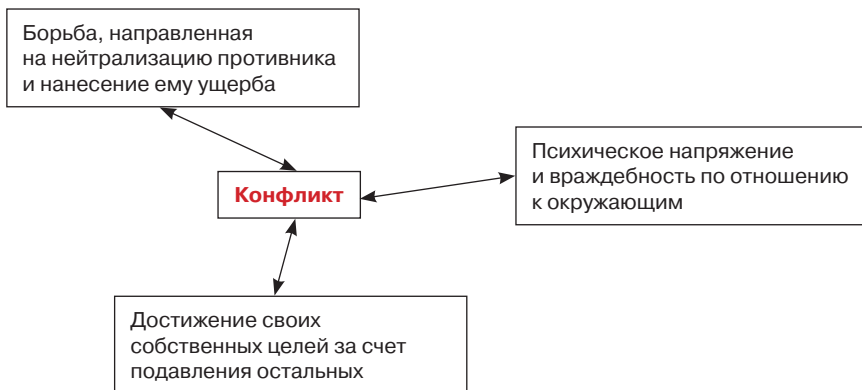 Борьба, направленная
на нейтрализацию противника
и нанесение ему ущерба
Психическое напряжение
и враждебность по отношению
к окружающим
Конфликт
Достижение своих
собственных целей за счет
подавления остальных